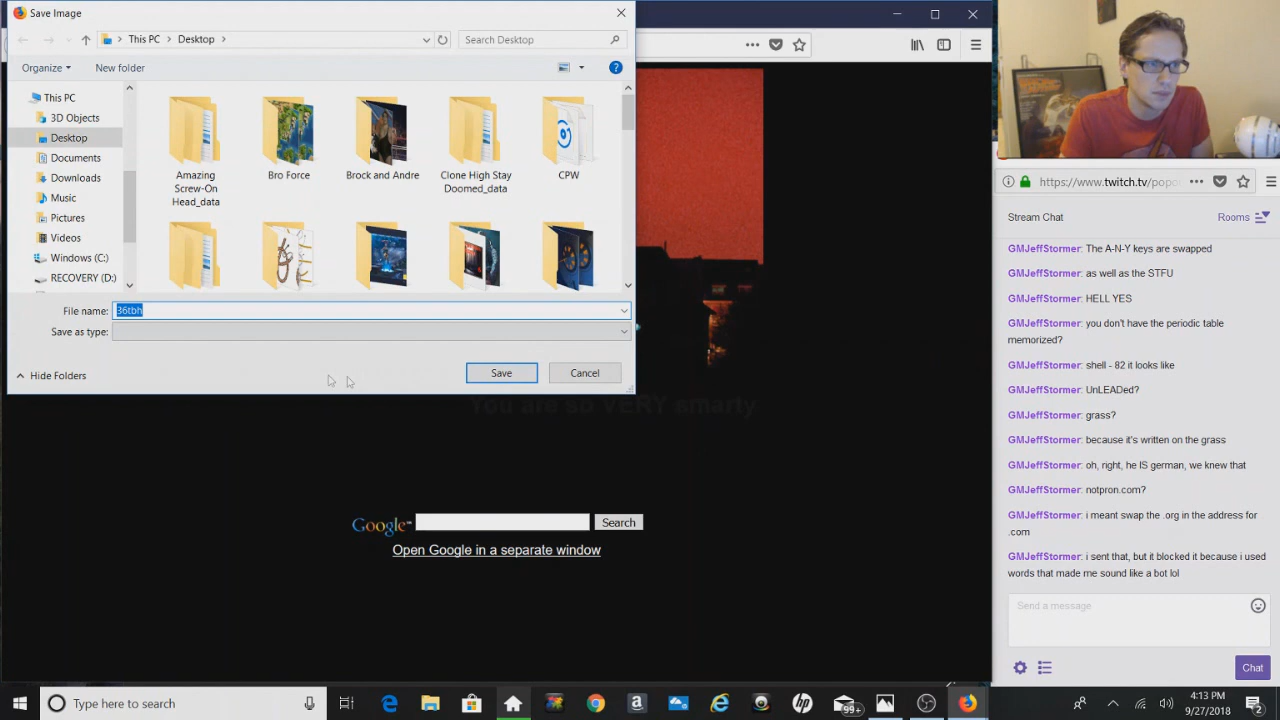 Save Image
This PC
Desktop
Search Desktop
Organize
New folder
This PC
3D Objects
Desktop
Documents
Downloads
Music
Pictures
Videos
Windows (C:)
RECOVERY (D:)
Amazing
Screw-On
Head_data
Bro Force
Brock and Andre
Clone High Stay
Doomed_data
CPW
File name:
36tbh
Save as type:
Hide Folders
Save
Cancel
You are so VERY smarty
Google
Search
Open Google in a separate window
https://www.twitch.tv/popo
Stream Chat
Rooms
GMJeffStormer: The A-N-Y keys are swapped
GMJeffStormer: as well as the STFU
GMJeffStormer: HELL YES
GMJeffStormer: you don't have the periodic table
memorized?
GMJeffStormer: shell - 82 it looks like
GMJeffStormer: UnLEADed?
GMJeffStormer: grass?
GMJeffStormer: because it's written on the grass
GMJeffStormer: oh, right, he IS german, we knew that
GMJeffStormer: notpron.com?
GMJeffStormer: i meant swap the .org in the address for
.com
GMJeffStormer: i sent that, but it blocked it because i used
words that made me sound like a bot lol
Send a message
Chat
Type here to search
99+
4:13 PM
9/27/2018
2